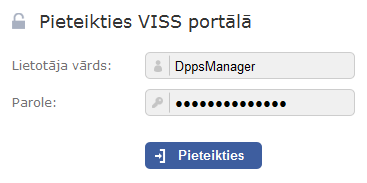 Pieteikties VISS portālā
Lietotāja vārds: DppsManager
Parole: ●●●●●●●●●●●●●●
Pieteikties